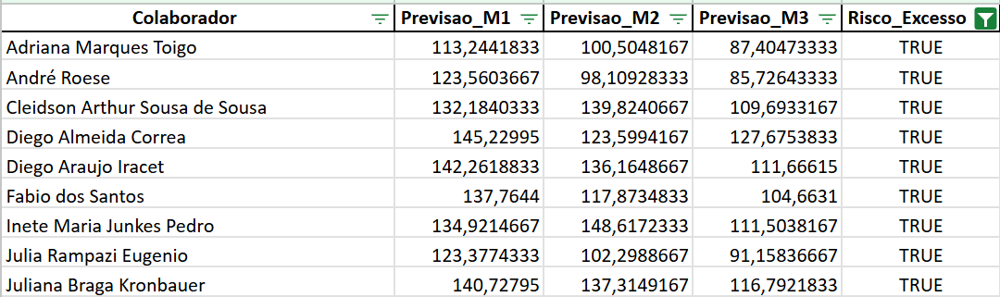 Colaborador Previsao_M1 Previsao_M2 Previsao_M3 Risco_Excesso
Adriana Marques Toigo 113,2441833 100,5048167 87,40473333 TRUE
André Roese 123,5603667 98,10928333 85,72643333 TRUE
Cleidson Arthur Sousa de Sousa 132,1840333 139,8240667 109,6933167 TRUE
Diego Almeida Correa 145,22995 123,5994167 127,6753833 TRUE
Diego Araujo Iracet 142,2618833 136,1648667 111,66615 TRUE
Fabio dos Santos 137,7644 117,8734833 104,6631 TRUE
Inete Maria Junkes Pedro 134,9214667 148,6172333 111,5038167 TRUE
Julia Rampazi Eugenio 123,3774333 102,2988667 91,15836667 TRUE
Juliana Braga Kronbauer 140,72795 137,3149167 116,7921833 TRUE